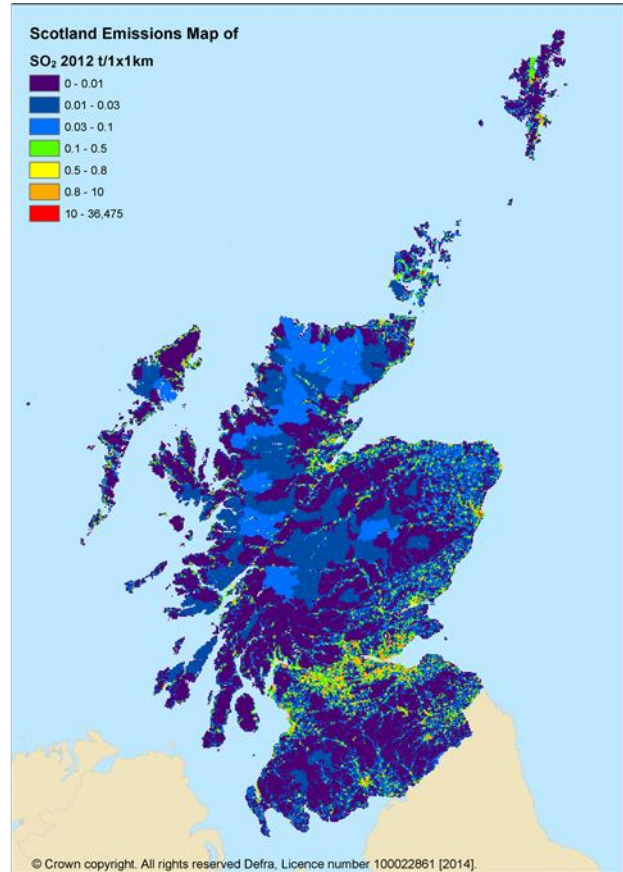 Scotland Emissions Map of
SO₂ 2012 t/1x1km
0 - 0.01
0.01 - 0.03
0.03 - 0.1
0.1 - 0.5
0.5 - 0.8
0.8 - 10
10 - 36,475
© Crown copyright. All rights reserved Defra, Licence number 100022861 [2014].